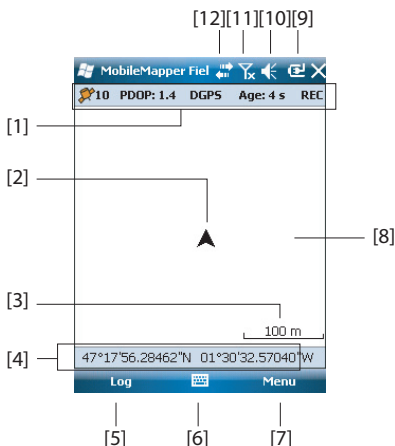 [12][11][10][9]
MobileMapper Fiel
10 PDOP: 1.4 DGPS Age: 4 s REC
[1]
[2]
[8]
[3]
100 m
47°17'56.28462"N 01°30'32.57040"W
[4]
Log Menu
[5] [6] [7]